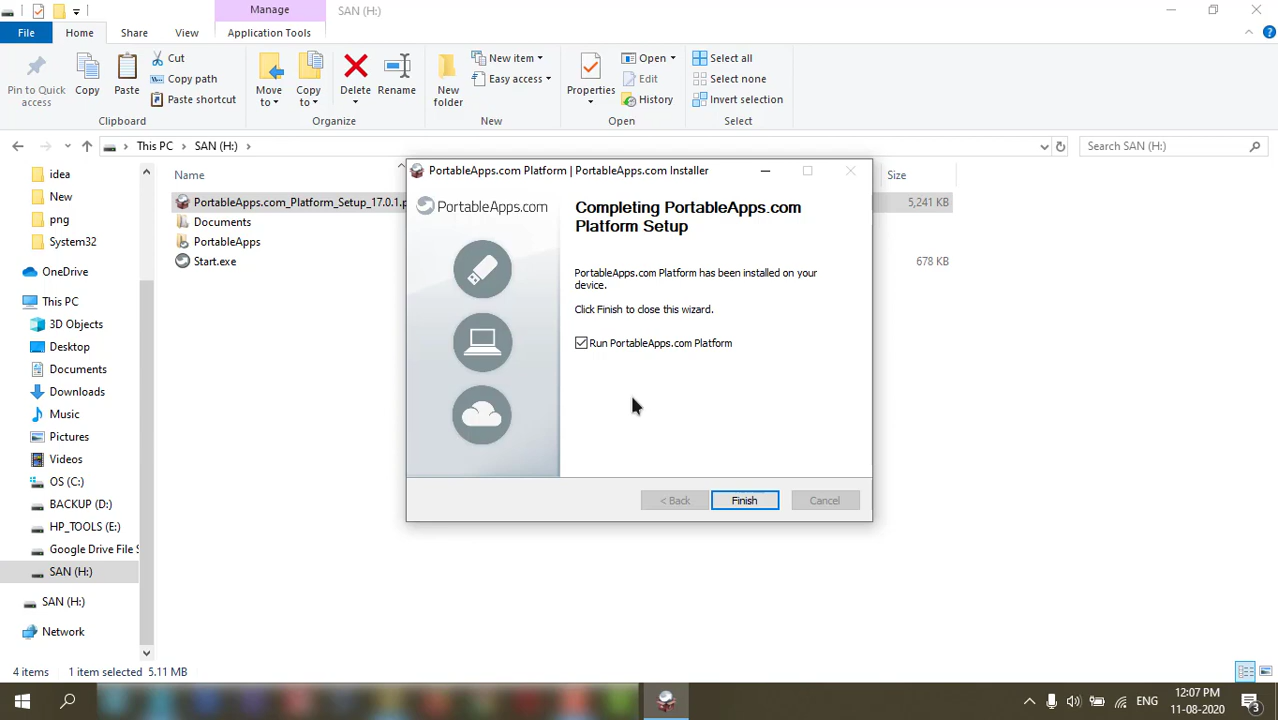 Manage
SAN (H:)
File
Home
Share
View
Application Tools
Pin to Quick access
Copy
Paste
Cut
Copy path
Paste shortcut
Clipboard
Move to
Copy to
Delete
Rename
Organize
New folder
New item
Easy access
New
Properties
Open
Edit
History
Open
Select all
Select none
Invert selection
Select
This PC
SAN (H:)
Search SAN (H:)
Name
Size
PortableApps.com_Platform_Setup_17.0.1.p
5,241 KB
Documents
PortableApps
Start.exe
678 KB
idea
New
png
System32
OneDrive
This PC
3D Objects
Desktop
Documents
Downloads
Music
Pictures
Videos
OS (C:)
BACKUP (D:)
HP_TOOLS (E:)
Google Drive File S
SAN (H:)
SAN (H:)
Network
PortableApps.com Platform | PortableApps.com Installer
PortableApps.com
Completing PortableApps.com
Platform Setup
PortableApps.com Platform has been installed on your
device.
Click Finish to close this wizard.
Run PortableApps.com Platform
< Back
Finish
Cancel
4 items
1 item selected 5.11 MB
ENG
12:07 PM
11-08-2020
3